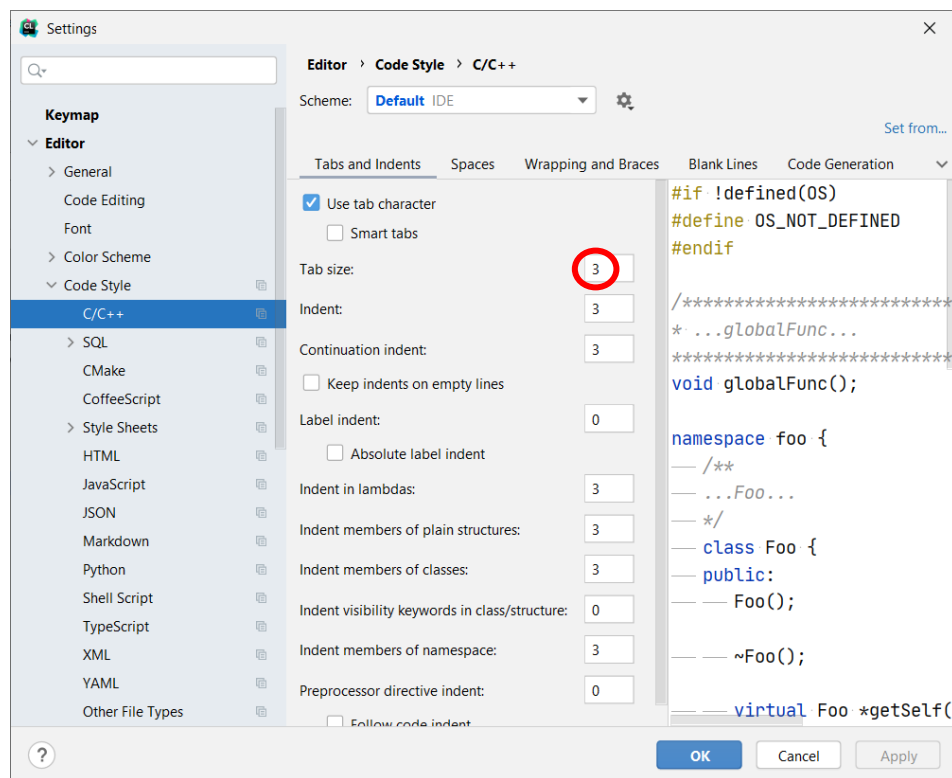 CL
Settings
Editor › Code Style › C/C++
Scheme: Default IDE
Set from...
Keymap
Editor
General
Code Editing
Font
Color Scheme
Code Style
C/C++
SQL
CMake
CoffeeScript
Style Sheets
HTML
JavaScript
JSON
Markdown
Python
Shell Script
TypeScript
XML
YAML
Other File Types
Tabs and Indents Spaces Wrapping and Braces Blank Lines Code Generation
Use tab character
Smart tabs
Tab size: 3
Indent: 3
Continuation indent: 3
Keep indents on empty lines
Label indent: 0
Absolute label indent
Indent in lambdas: 3
Indent members of plain structures: 3
Indent members of classes: 3
Indent visibility keywords in class/structure: 0
Indent members of namespace: 3
Preprocessor directive indent: 0
Follow code indent
#if !defined(OS)
#define OS_NOT_DEFINED
#endif
/***************************
* ...globalFunc...
***************************
void globalFunc();
namespace foo {
/**
...Foo...
*/
class Foo {
public:
Foo();
~Foo();
virtual Foo *getSelf(
? OK Cancel Apply